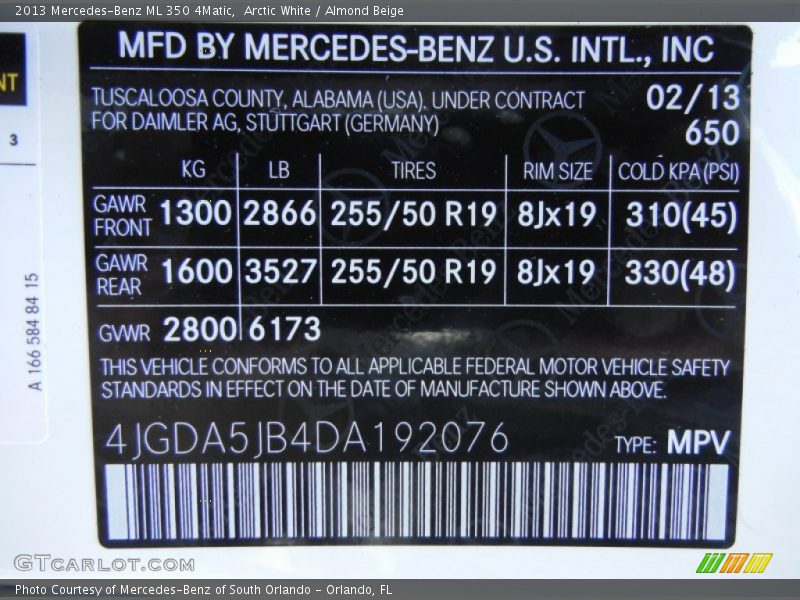 2013 Mercedes-Benz ML 350 4Matic,  Arctic White / Almond Beige
NT
3
A 166 584 84 15
MFD BY MERCEDES-BENZ U.S. INTL., INC
TUSCALOOSA COUNTY, ALABAMA (USA). UNDER CONTRACT
FOR DAIMLER AG, STUTTGART (GERMANY)
02/13
650
KG LB TIRES RIM SIZE COLD KPA (PSI)
GAWR FRONT 1300 2866 255/50 R19 8Jx19 310(45)
GAWR REAR 1600 3527 255/50 R19 8Jx19 330(48)
GVWR 2800 6173
THIS VEHICLE CONFORMS TO ALL APPLICABLE FEDERAL MOTOR VEHICLE SAFETY
STANDARDS IN EFFECT ON THE DATE OF MANUFACTURE SHOWN ABOVE.
4JGDA5JB4DA192076 TYPE: MPV
GTCARLOT.COM
Photo Courtesy of Mercedes-Benz of South Orlando - Orlando, FL